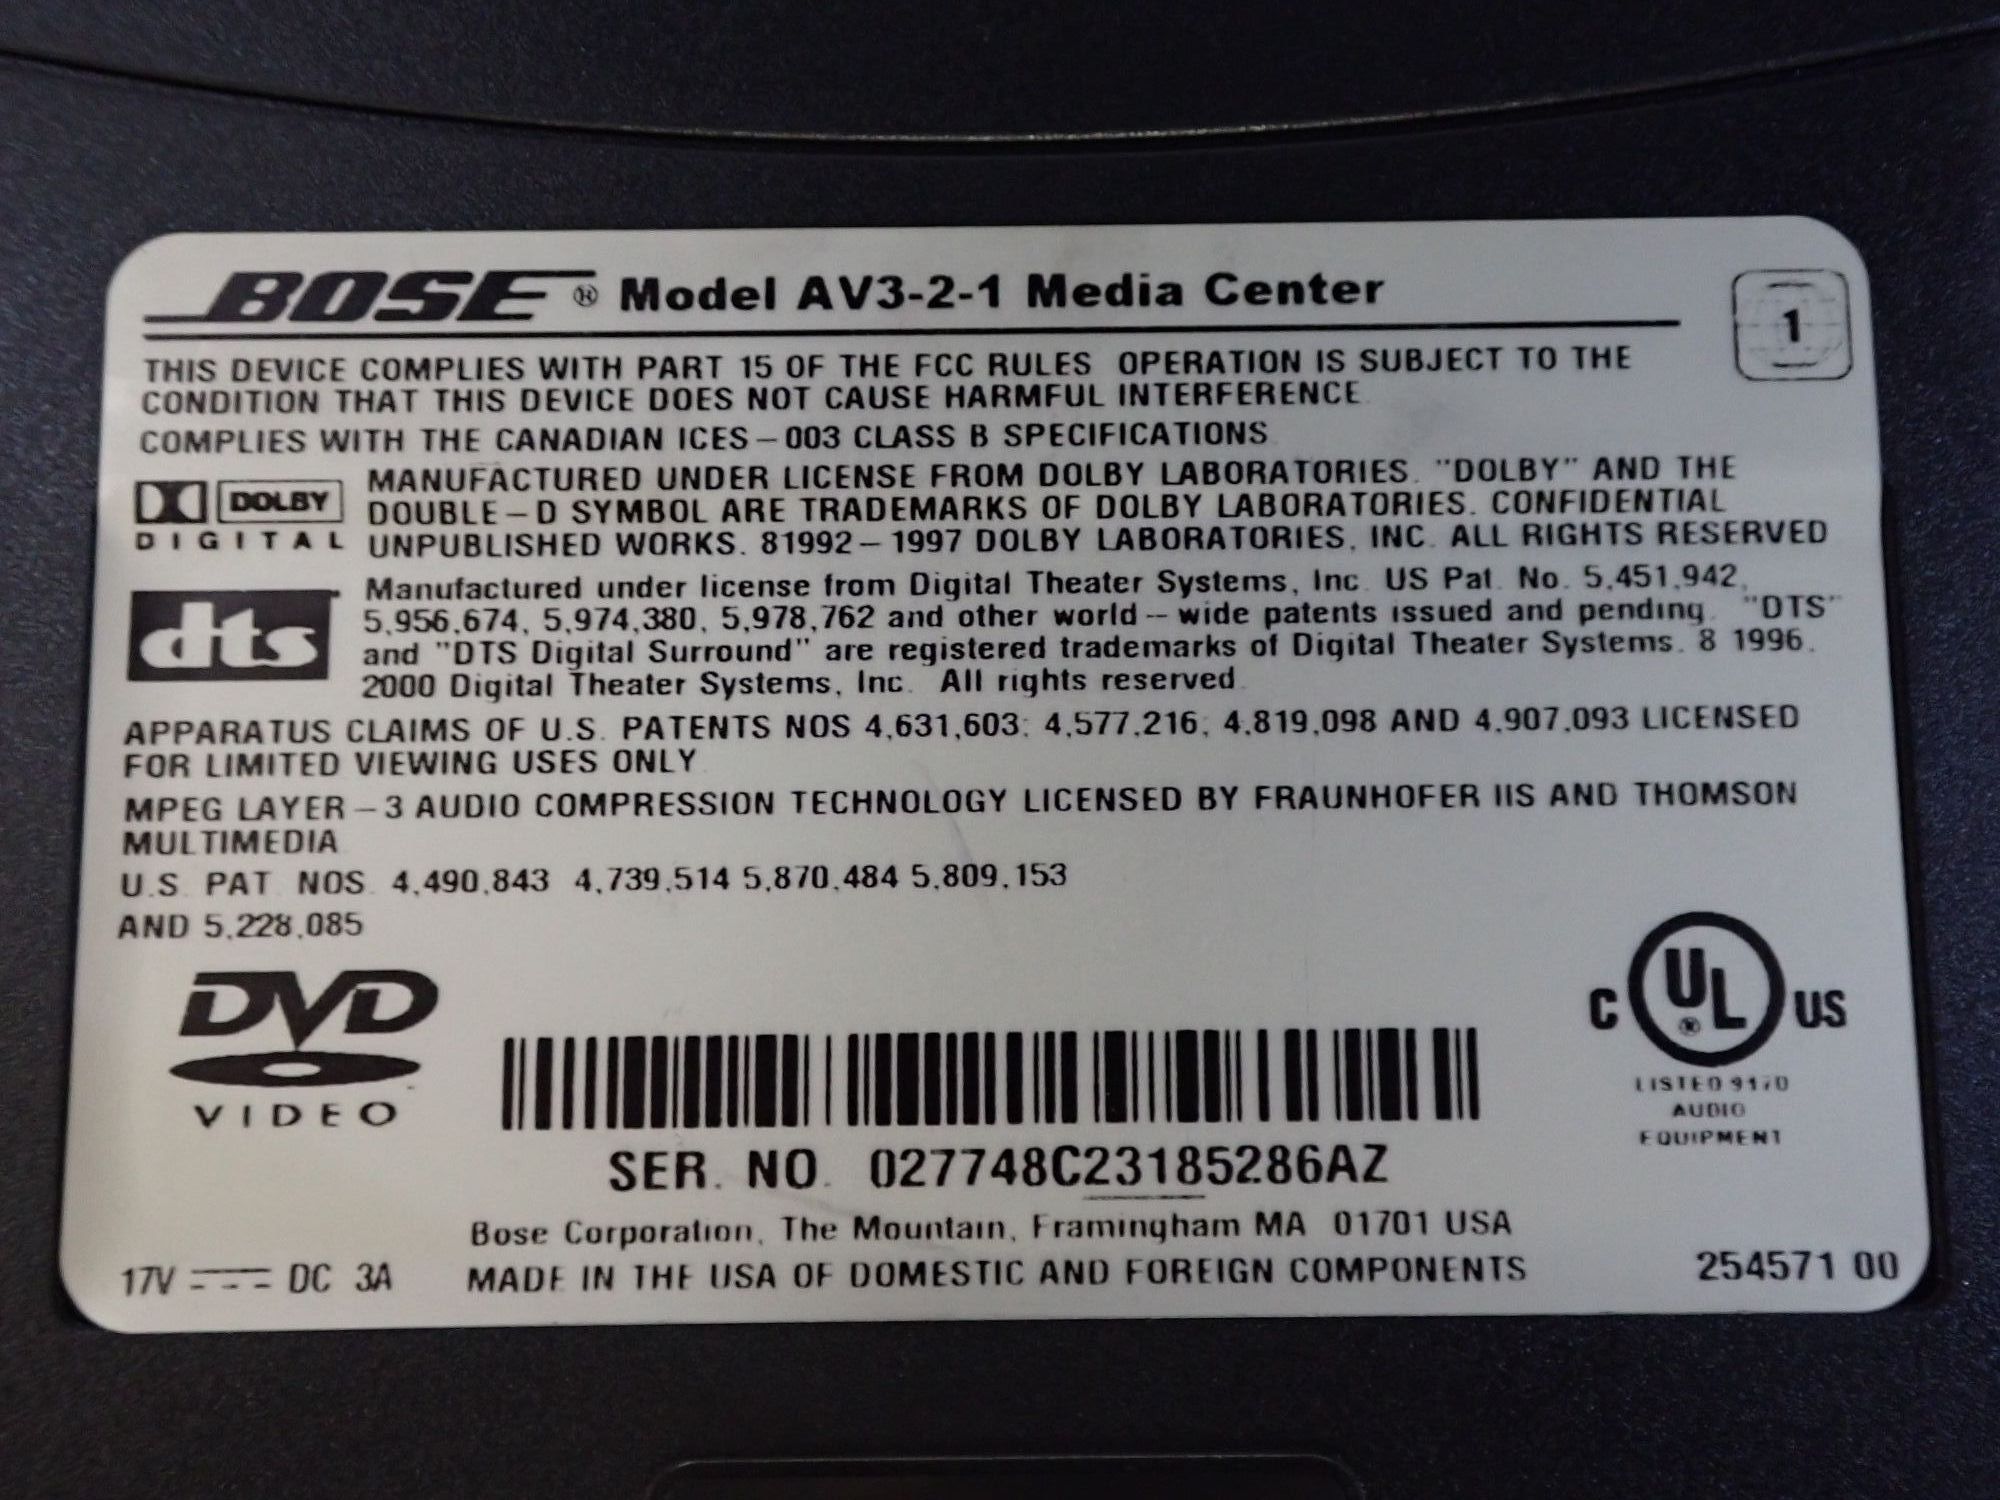 BOSE ® Model AV3-2-1 Media Center
1
THIS DEVICE COMPLIES WITH PART 15 OF THE FCC RULES OPERATION IS SUBJECT TO THE
CONDITION THAT THIS DEVICE DOES NOT CAUSE HARMFUL INTERFERENCE
COMPLIES WITH THE CANADIAN ICES-003 CLASS B SPECIFICATIONS
DOLBY
DIGITAL
MANUFACTURED UNDER LICENSE FROM DOLBY LABORATORIES. "DOLBY" AND THE
DOUBLE-D SYMBOL ARE TRADEMARKS OF DOLBY LABORATORIES. CONFIDENTIAL
UNPUBLISHED WORKS. 81992-1997 DOLBY LABORATORIES, INC. ALL RIGHTS RESERVED
dts
Manufactured under license from Digital Theater Systems, Inc. US Pat. No. 5,451,942,
5,956,674, 5,974,380, 5,978,762 and other world--wide patents issued and pending. "DTS"
and "DTS Digital Surround" are registered trademarks of Digital Theater Systems. 8 1996,
2000 Digital Theater Systems, Inc. All rights reserved.
APPARATUS CLAIMS OF U.S. PATENTS NOS 4,631,603; 4,577,216; 4,819,098 AND 4,907,093 LICENSED
FOR LIMITED VIEWING USES ONLY
MPEG LAYER-3 AUDIO COMPRESSION TECHNOLOGY LICENSED BY FRAUNHOFER IIS AND THOMSON
MULTIMEDIA
U.S. PAT NOS 4,490,843 4,739,514 5,870,484 5,809,153
AND 5,228,085
DVD
VIDEO
C UL ® US
LISTED 917D
AUDIO
EQUIPMENT
SER. NO. 027748C23185286AZ
Bose Corporation, The Mountain, Framingham MA 01701 USA
17V DC 3A
MADE IN THE USA OF DOMESTIC AND FOREIGN COMPONENTS
254571 00